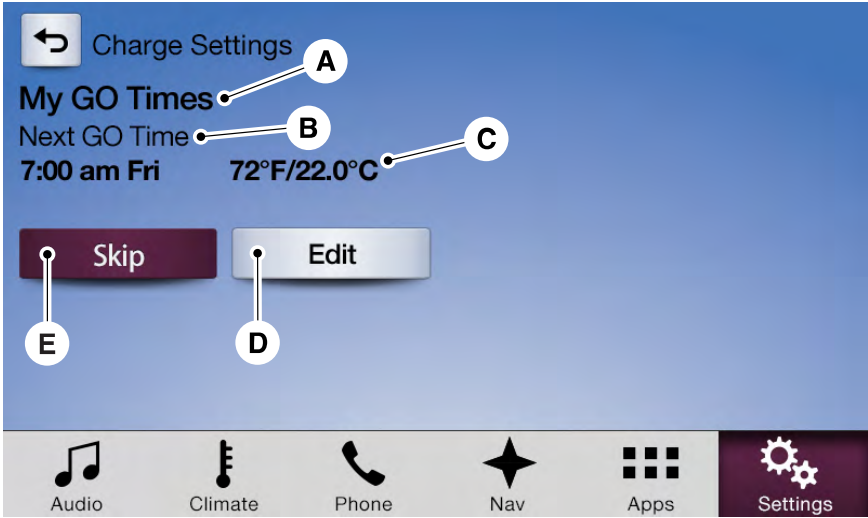 Charge Settings
A
My GO Times
B
Next GO Time
C
7:00 am Fri 72°F/22.0°C
Skip Edit
E D
Audio Climate Phone Nav Apps Settings